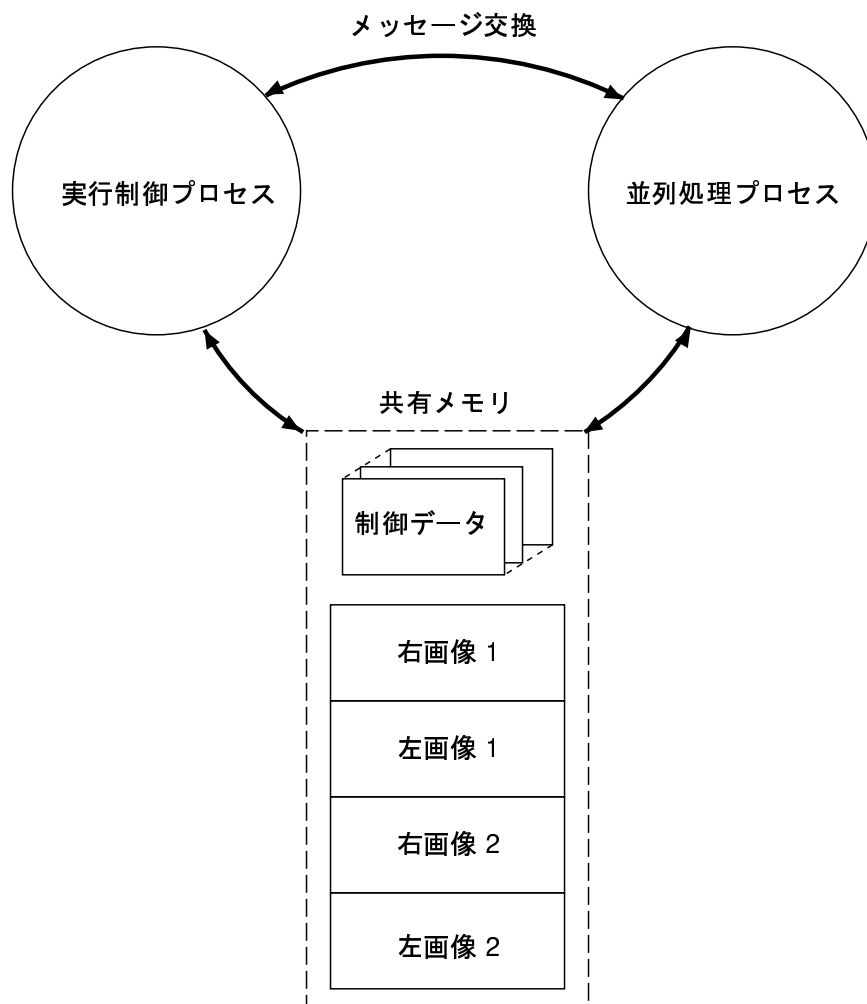 メッセージ交換
実行制御プロセス
並列処理プロセス
共有メモリ
制御データ
右画像 1
左画像 1
右画像 2
左画像 2